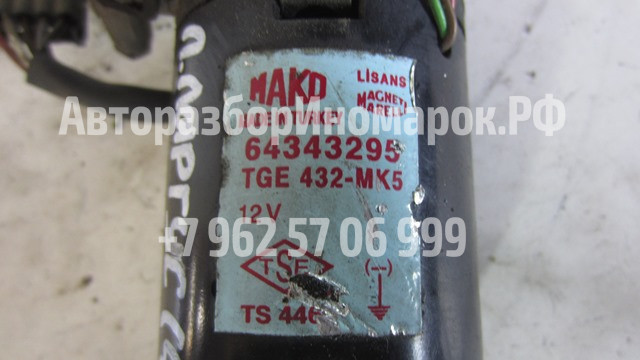 MAKO
LISANS
MAGNETI
MARELLI
АвторазборИномарок.РФ
MADE IN TURKEY
64343295
TGE 432-MK5
12V
+7 962 57 06 999
TSE
(-)
TS 446